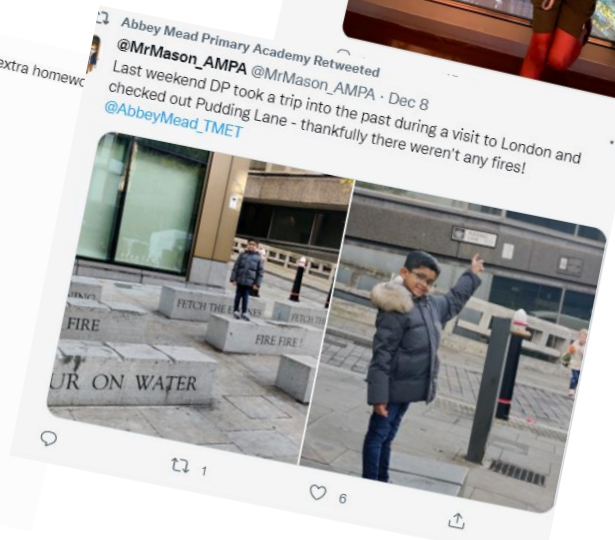 extra homewo
Abbey Mead Primary Academy Retweeted
@MrMason_AMPA @MrMason_AMPA · Dec 8
Last weekend DP took a trip into the past during a visit to London and
checked out Pudding Lane - thankfully there weren't any fires!
@AbbeyMead_TMET
FETCH THE
FETCH TH
FIRE
FIRE FIRE !
UR ON WATER
1
6